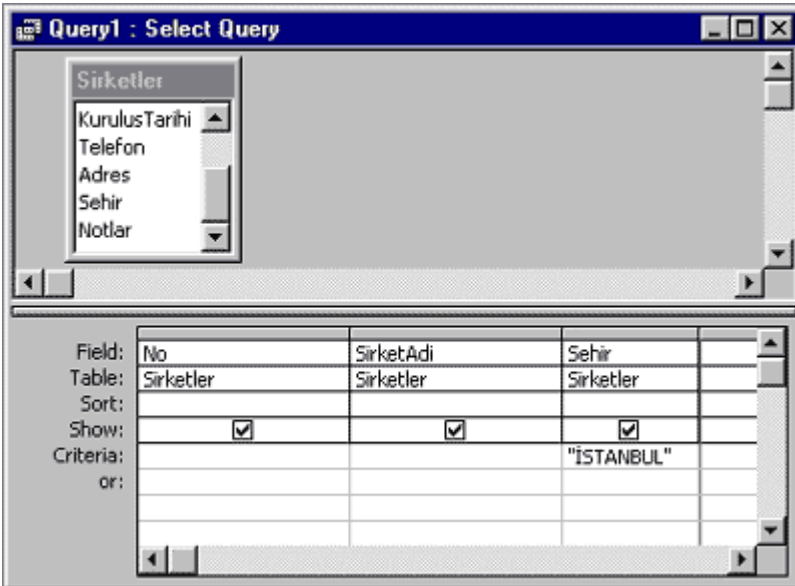 Query1 : Select Query
Sirketler
KurulusTarihi
Telefon
Adres
Sehir
Notlar
Field: No SirketAdi Sehir
Table: Sirketler Sirketler Sirketler
Sort:
Show:
Criteria: "İSTANBUL"
or: